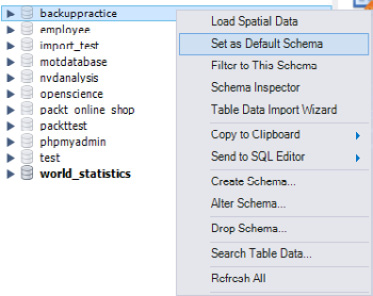 backuppractice
employee
import_test
motdatabase
nvdanalysis
openscience
packt_online_shop
packttest
phpmyadmin
test
world_statistics
Load Spatial Data
Set as Default Schema
Filter to This Schema
Schema Inspector
Table Data Import Wizard
Copy to Clipboard
Send to SQL Editor
Create Schema...
Alter Schema...
Drop Schema...
Search Table Data...
Refresh All